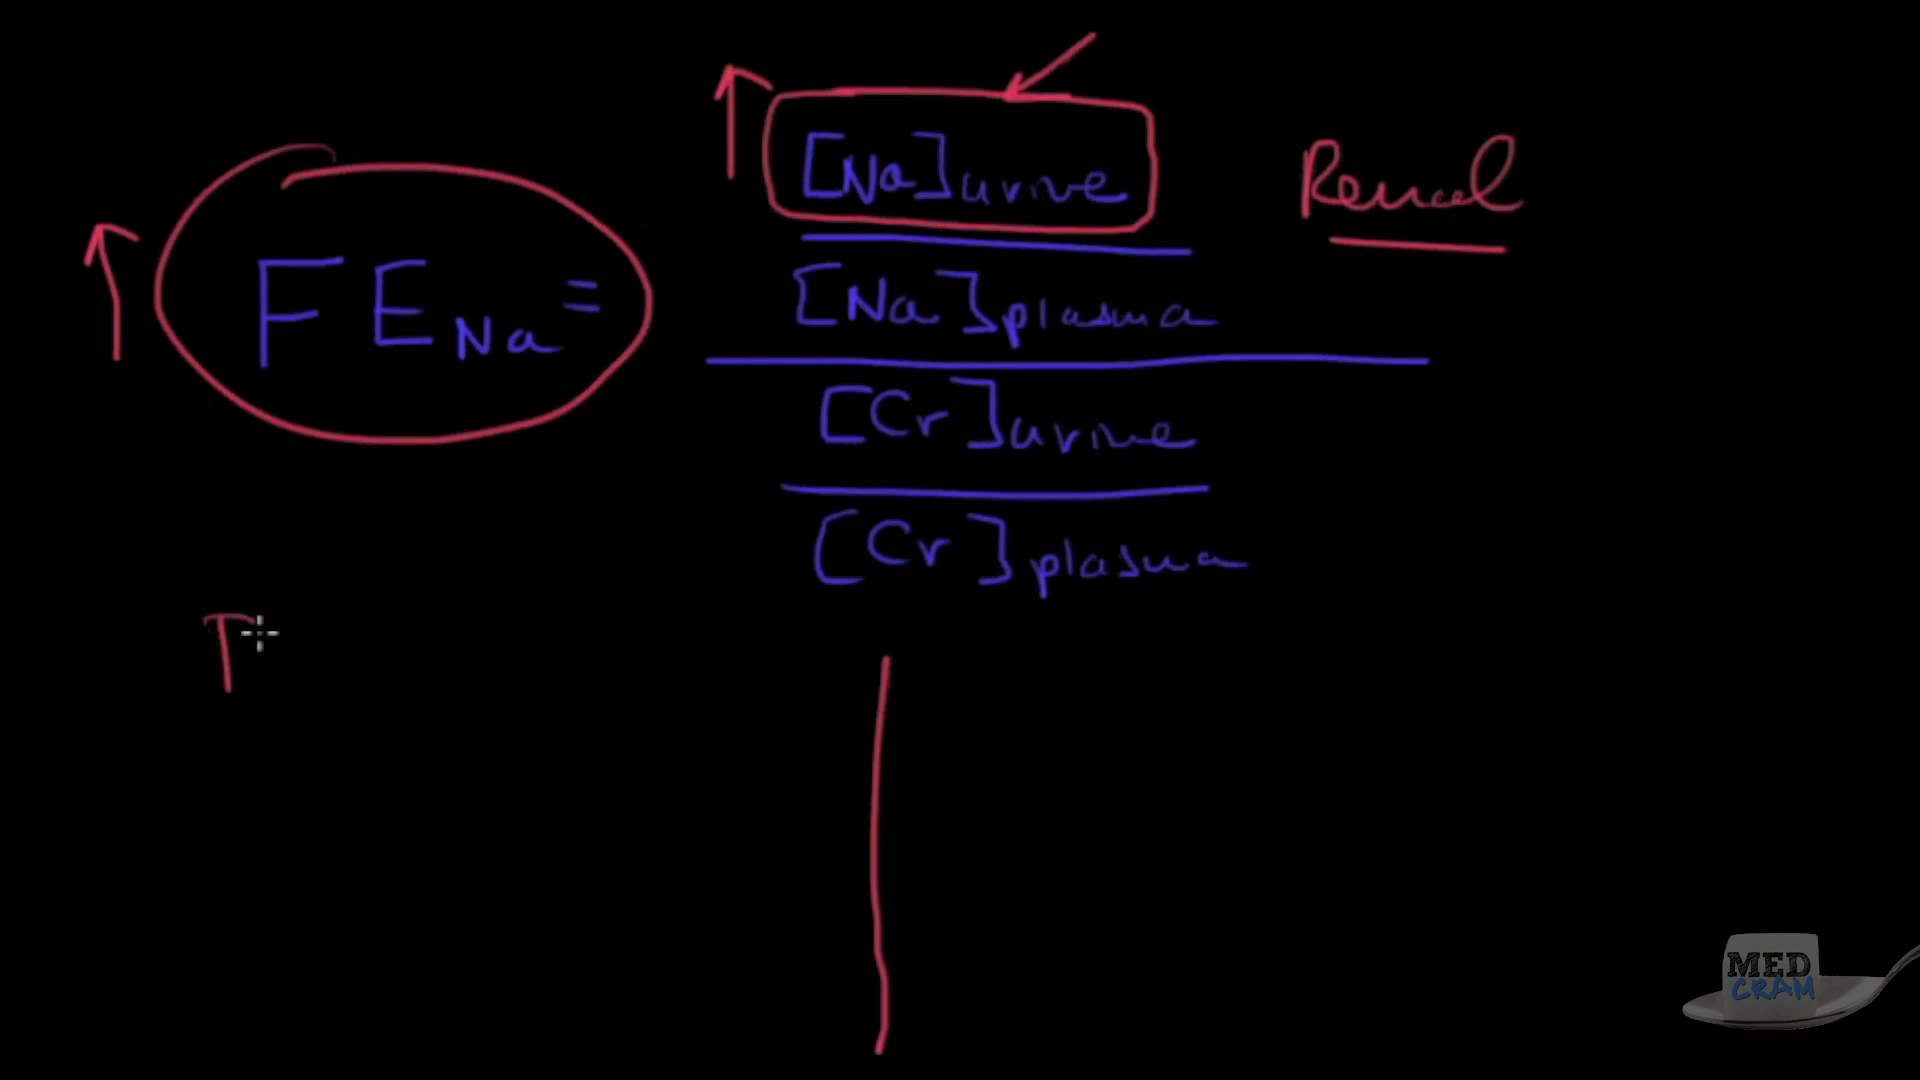 [Na]urine
Renal
FENa=
[Na]plasma
[Cr]urine
[Cr]plasma
MED
CRAM